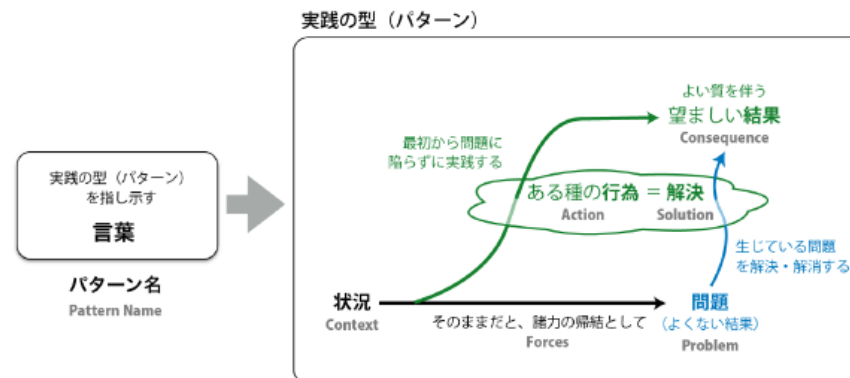 実践の型（パターン）
実践の型（パターン）
を指し示す
言葉
パターン名
Pattern Name
よい質を伴う
望ましい結果
Consequence
最初から問題に
陥らずに実践する
ある種の行為 = 解決
Action
Solution
生じている問題
を解決・解消する
状況
Context
そのままだと、諸力の帰結として
Forces
問題
（よくない結果）
Problem